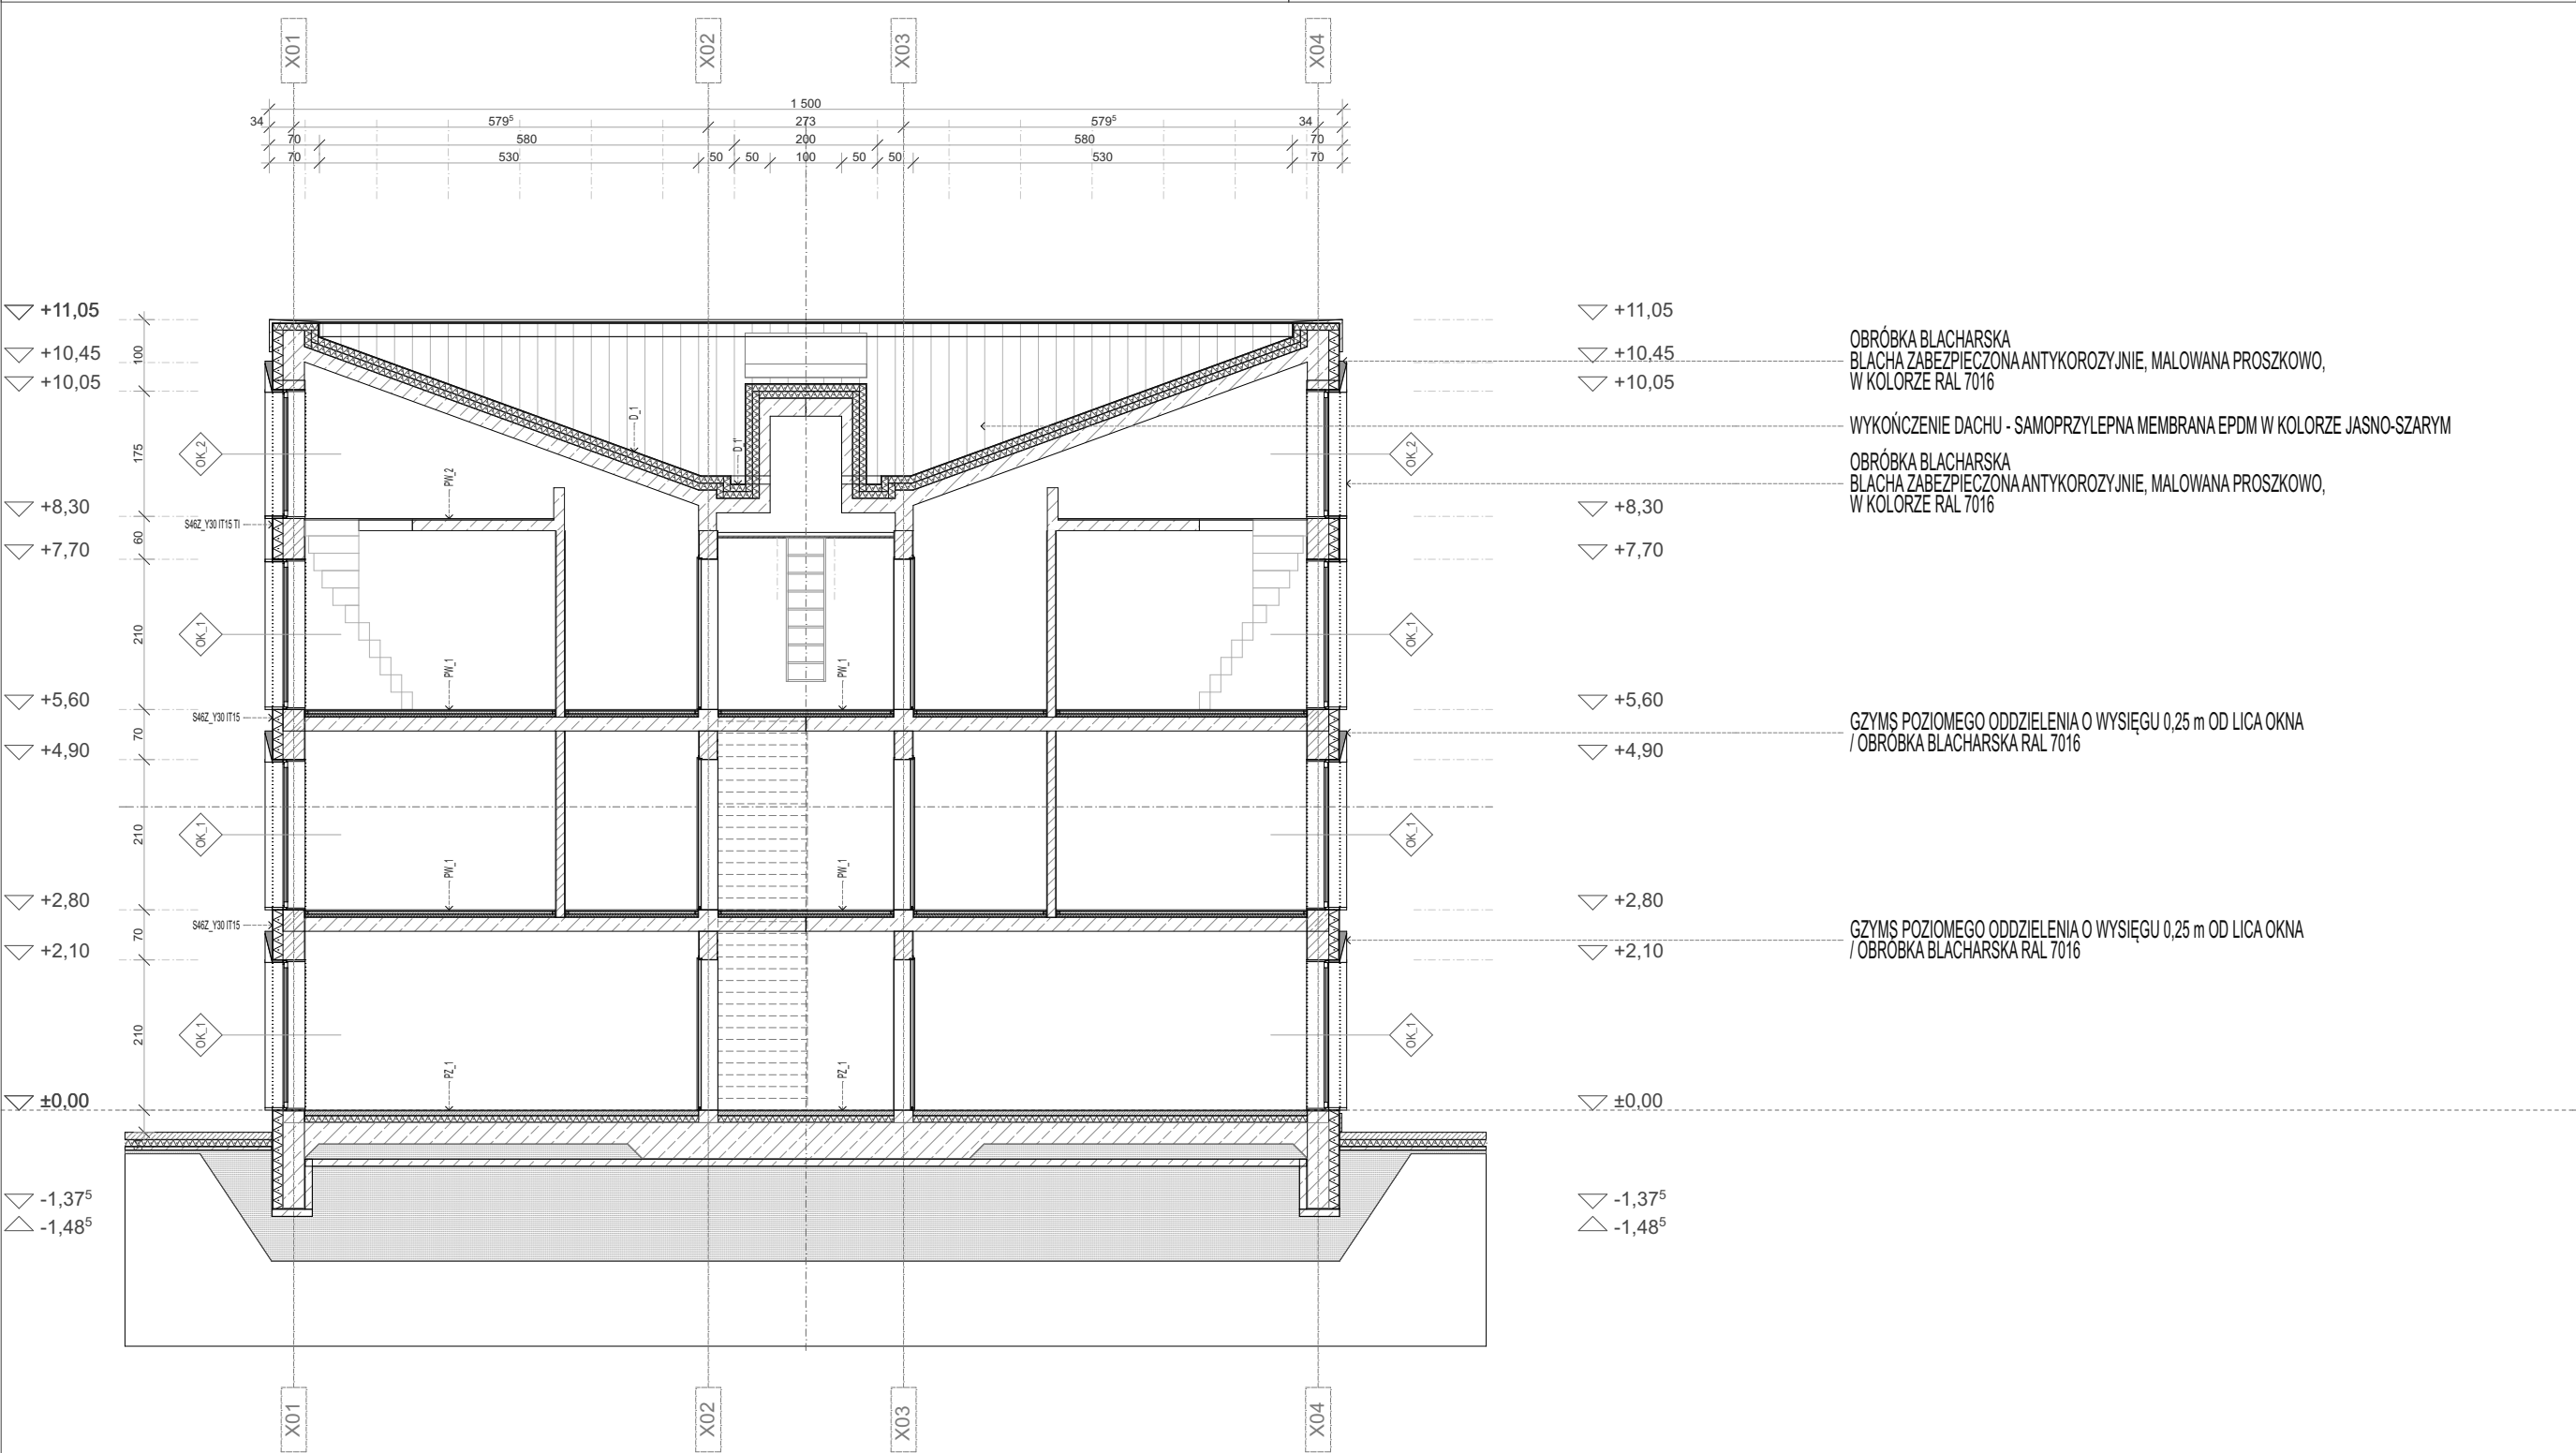 X01 X02 X03 X04
1 500
34 579⁵ 273 579⁵ 34
70 580 200 580 70
70 530 50 50 100 50 50 530 70
+11,05 +11,05
OBRÓBKA BLACHARSKA
+10,45 100 +10,45 BLACHA ZABEZPIECZONA ANTYKOROZYJNIE, MALOWANA PROSZKOWO,
+10,05 +10,05 W KOLORZE RAL 7016
D_1
WYKOŃCZENIE DACHU - SAMOPRZYLEPNA MEMBRANA EPDM W KOLORZE JASNO-SZARYM
D_1'
175 OK_2 OK_2
OBRÓBKA BLACHARSKA
PW_2 BLACHA ZABEZPIECZONA ANTYKOROZYJNIE, MALOWANA PROSZKOWO,
+8,30 +8,30 W KOLORZE RAL 7016
S46Z_Y30 IT15 TI
60
+7,70 +7,70
210 OK_1 OK_1
PW_1 PW_1
+5,60 +5,60
S46Z_Y30 IT15 GZYMS POZIOMEGO ODDZIELENIA O WYSIĘGU 0,25 m OD LICA OKNA
70 / OBRÓBKA BLACHARSKA RAL 7016
+4,90 +4,90
210 OK_1 OK_1
PW_1 PW_1
+2,80 +2,80
S46Z_Y30 IT15 GZYMS POZIOMEGO ODDZIELENIA O WYSIĘGU 0,25 m OD LICA OKNA
70 / OBRÓBKA BLACHARSKA RAL 7016
+2,10 +2,10
210 OK_1 OK_1
PZ_1 PZ_1
±0,00 ±0,00
-1,37⁵ -1,37⁵
-1,48⁵ -1,48⁵
X01 X02 X03 X04